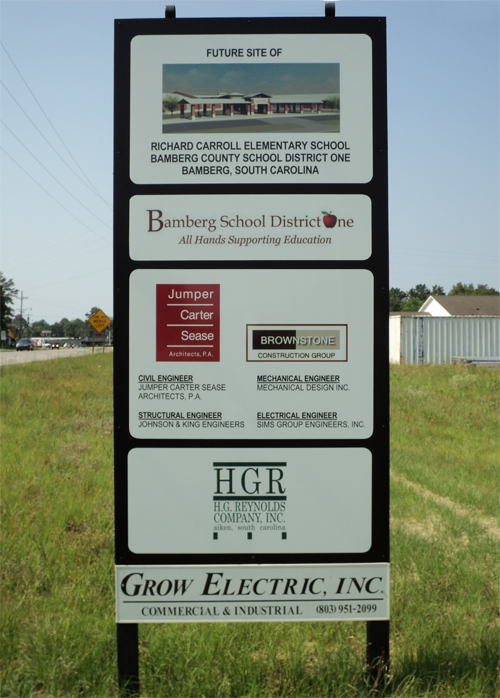 FUTURE SITE OF
RICHARD CARROLL ELEMENTARY SCHOOL
BAMBERG COUNTY SCHOOL DISTRICT ONE
BAMBERG, SOUTH CAROLINA
Bamberg School District One
All Hands Supporting Education
Jumper
Carter
Sease
Architects, P.A.
BROWNSTONE
CONSTRUCTION GROUP
CIVIL ENGINEER
JUMPER CARTER SEASE
ARCHITECTS, P.A.
MECHANICAL ENGINEER
MECHANICAL DESIGN INC.
STRUCTURAL ENGINEER
JOHNSON & KING ENGINEERS
ELECTRICAL ENGINEER
SIMS GROUP ENGINEERS, INC.
HGR
H.G. REYNOLDS
COMPANY, INC.
aiken, south carolina
GROW ELECTRIC, INC.
COMMERCIAL & INDUSTRIAL (803) 951-2099